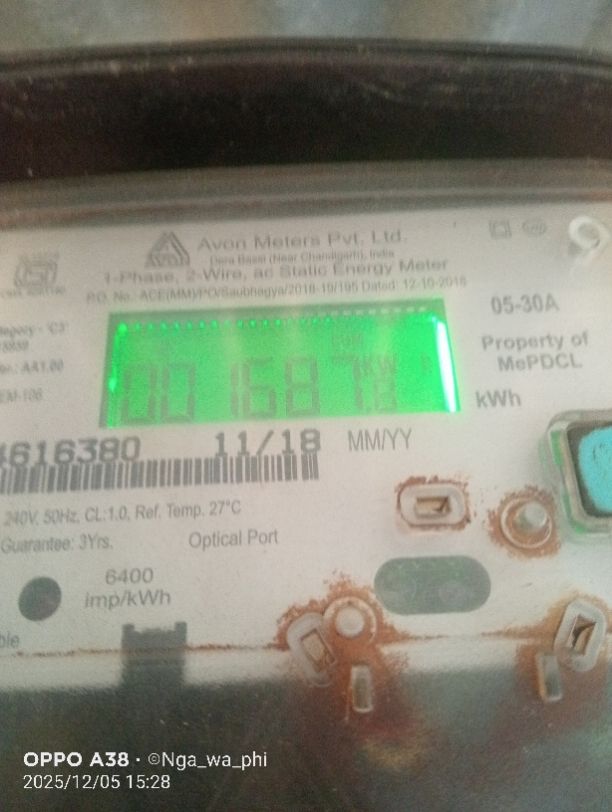 Avon Meters Pvt. Ltd.
Dera Bassi (Near Chandigarh), India
1-Phase, 2-Wire, ac Static Energy Meter
P.O. No.: ACE(MM)/PO/Saubhagya/2018-19/195 Dated: 12-10-2018
05-30A
Property of
MePDCL
001687
kWh
4616380 11/18 MM/YY
240V, 50Hz, CL:1.0, Ref. Temp. 27°C
Guarantee: 3Yrs. Optical Port
6400
imp/kWh
OPPO A38 · ©Nga_wa_phi
2025/12/05 15:28